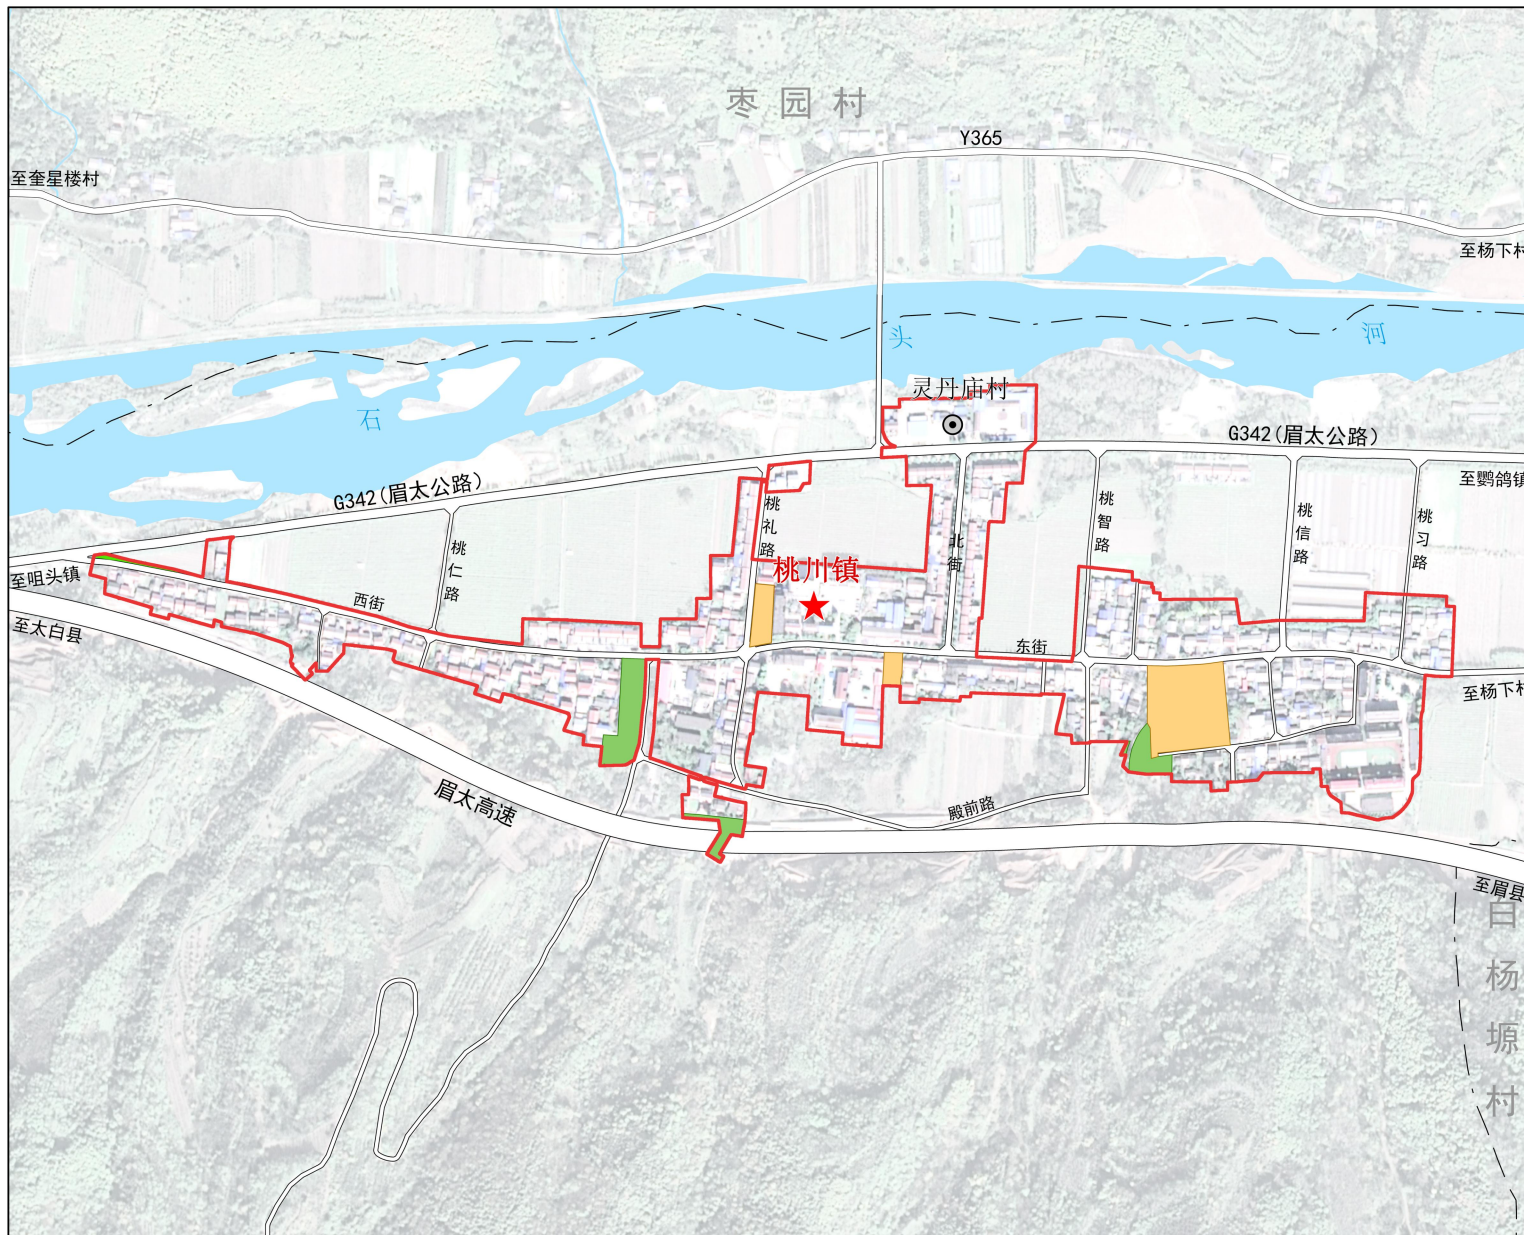 枣园村
Y365
至奎星楼村
至杨下村
头
河
石
灵丹庙村
G342(眉太公路)
G342(眉太公路)
至鹦鸽镇
桃礼路
桃智路
桃信路
桃习路
桃仁路
北街
桃川镇
至咀头镇
西街
至太白县
东街
至杨下村
眉太高速
殿前路
至眉县
白杨塬村